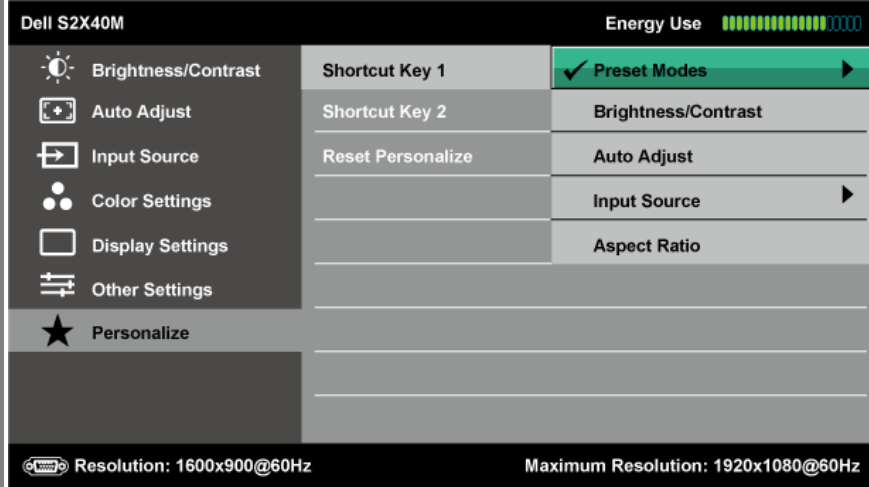 Dell S2X40M Energy Use
Brightness/Contrast Shortcut Key 1 Preset Modes
Auto Adjust Shortcut Key 2 Brightness/Contrast
Input Source Reset Personalize Auto Adjust
Color Settings Input Source
Display Settings Aspect Ratio
Other Settings
Personalize
Resolution: 1600x900@60Hz Maximum Resolution: 1920x1080@60Hz